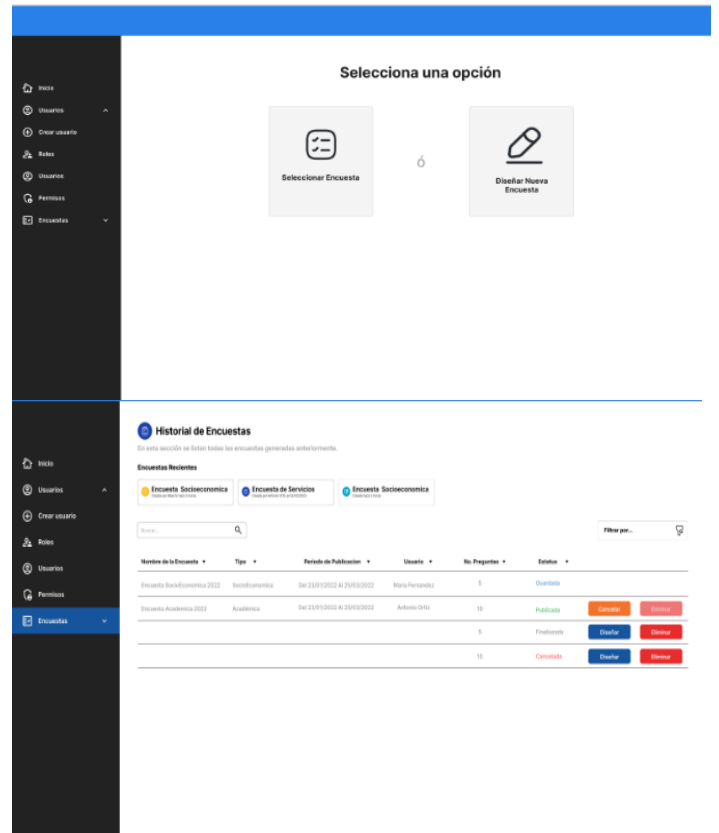 Selecciona una opción
Inicio
Usuarios
Crear usuario
Roles
Usuarios
Permisos
Encuestas
Seleccionar Encuesta
ó
Diseñar Nueva
Encuesta
Historial de Encuestas
En esta sección se listan todas las encuestas generadas anteriormente.
Encuestas Recientes
Inicio
Usuarios
Crear usuario
Roles
Usuarios
Permisos
Encuestas
Encuesta Socioeconomica
Encuesta de Servicios
Encuesta Socioeconomica
Buscar...
Filtrar por...
Nombre de la Encuesta Tipo Periodo de Publicacion Usuario No. Preguntas Estatus
Encuesta SocioEconomica 2022 SocioEconomica Del 23/01/2022 Al 25/03/2022 Maria Fernandez 5 Guardada
Encuesta Academica 2022 Académica Del 23/01/2022 Al 23/03/2022 Antonio Ortiz 10 Publicada Cancelar Eliminar
5 Finalizada Diseñar Eliminar
10 Cancelada Diseñar Eliminar